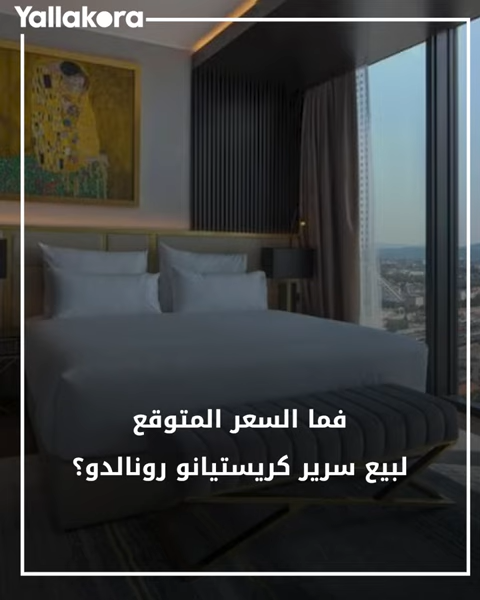 Yallakora
فما السعر المتوقع
لبيع سرير كريستيانو رونالدو؟